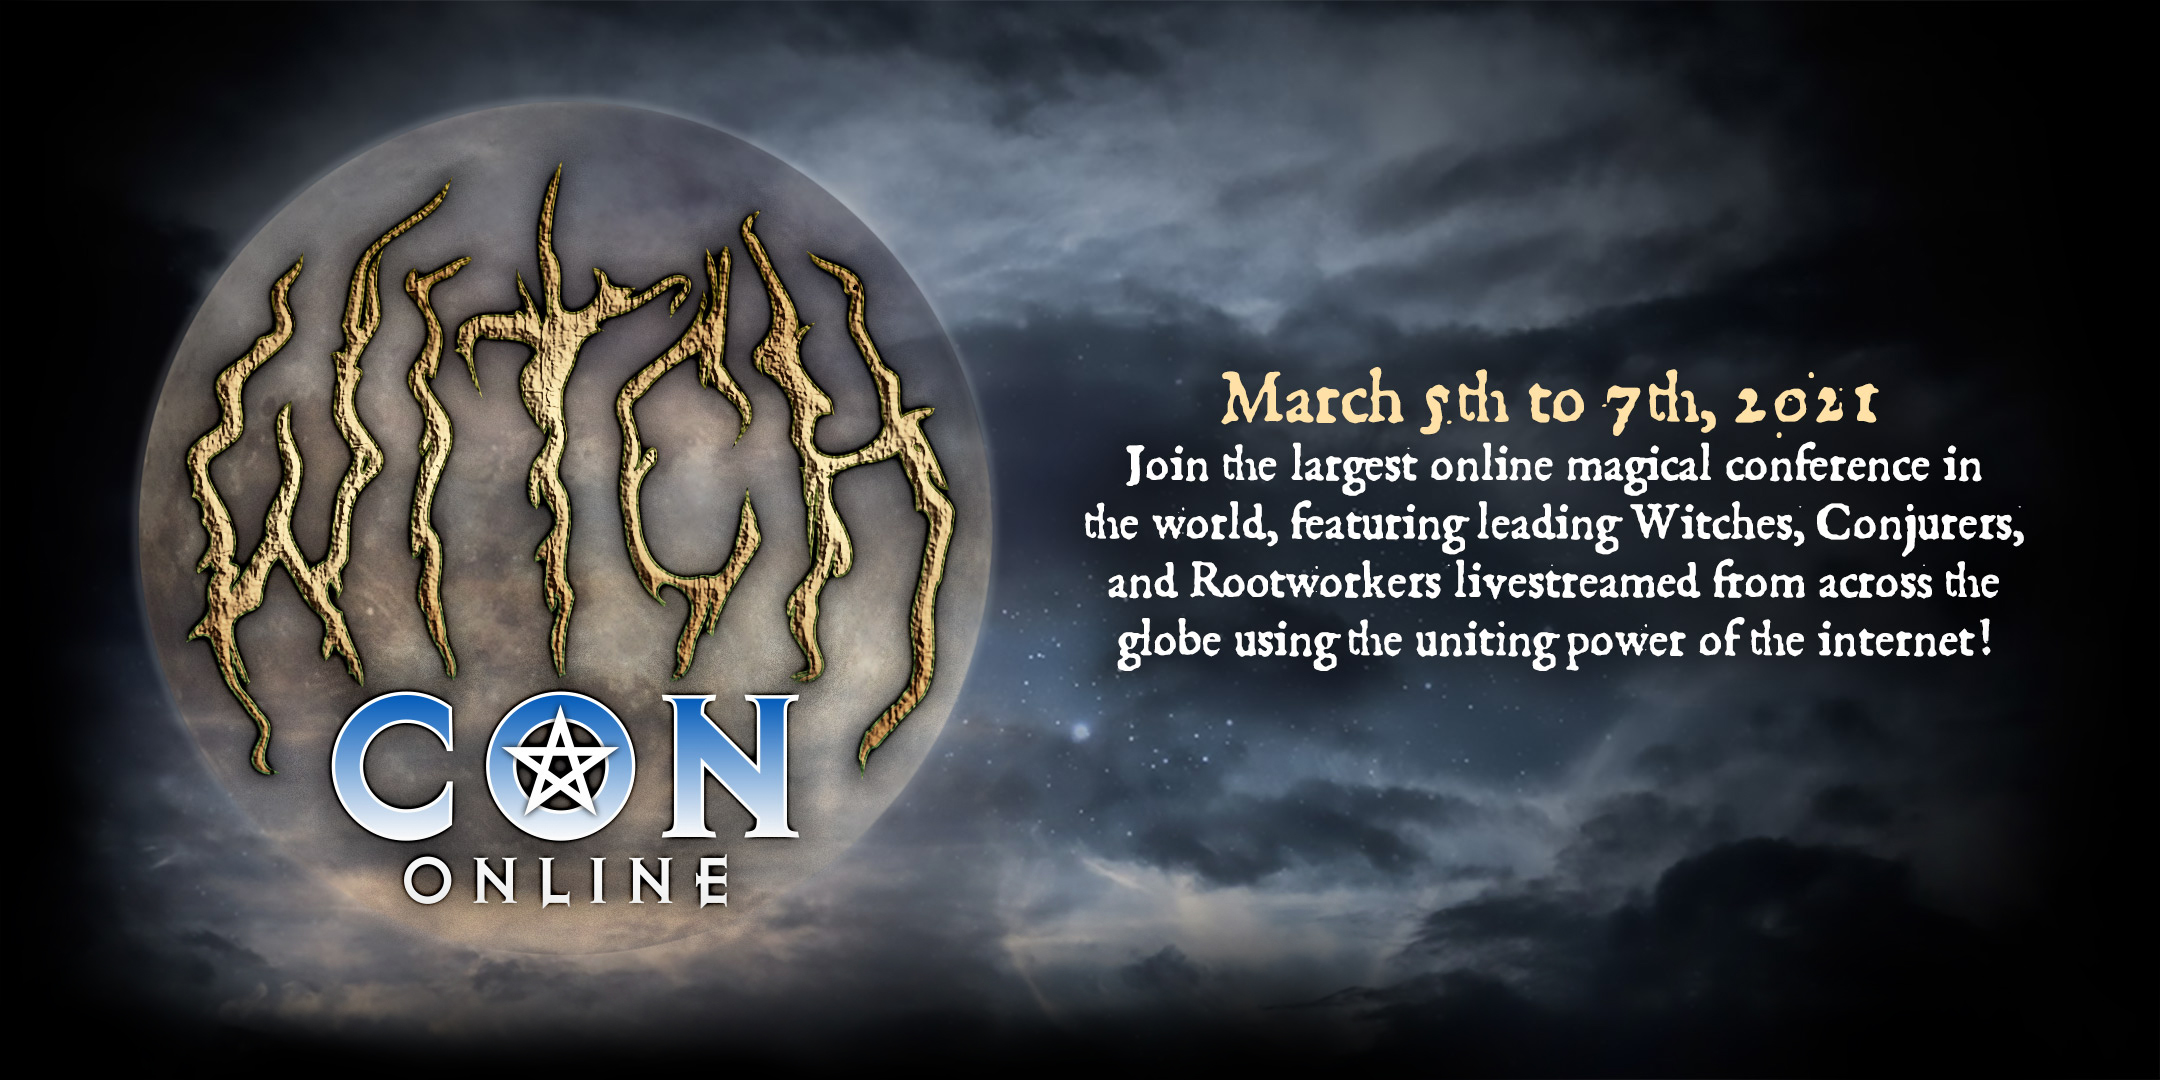 WITCH
CON
ONLINE
March 5th to 7th, 2021
Join the largest online magical conference in
the world, featuring leading Witches, Conjurers,
and Rootworkers livestreamed from across the
globe using the uniting power of the internet!